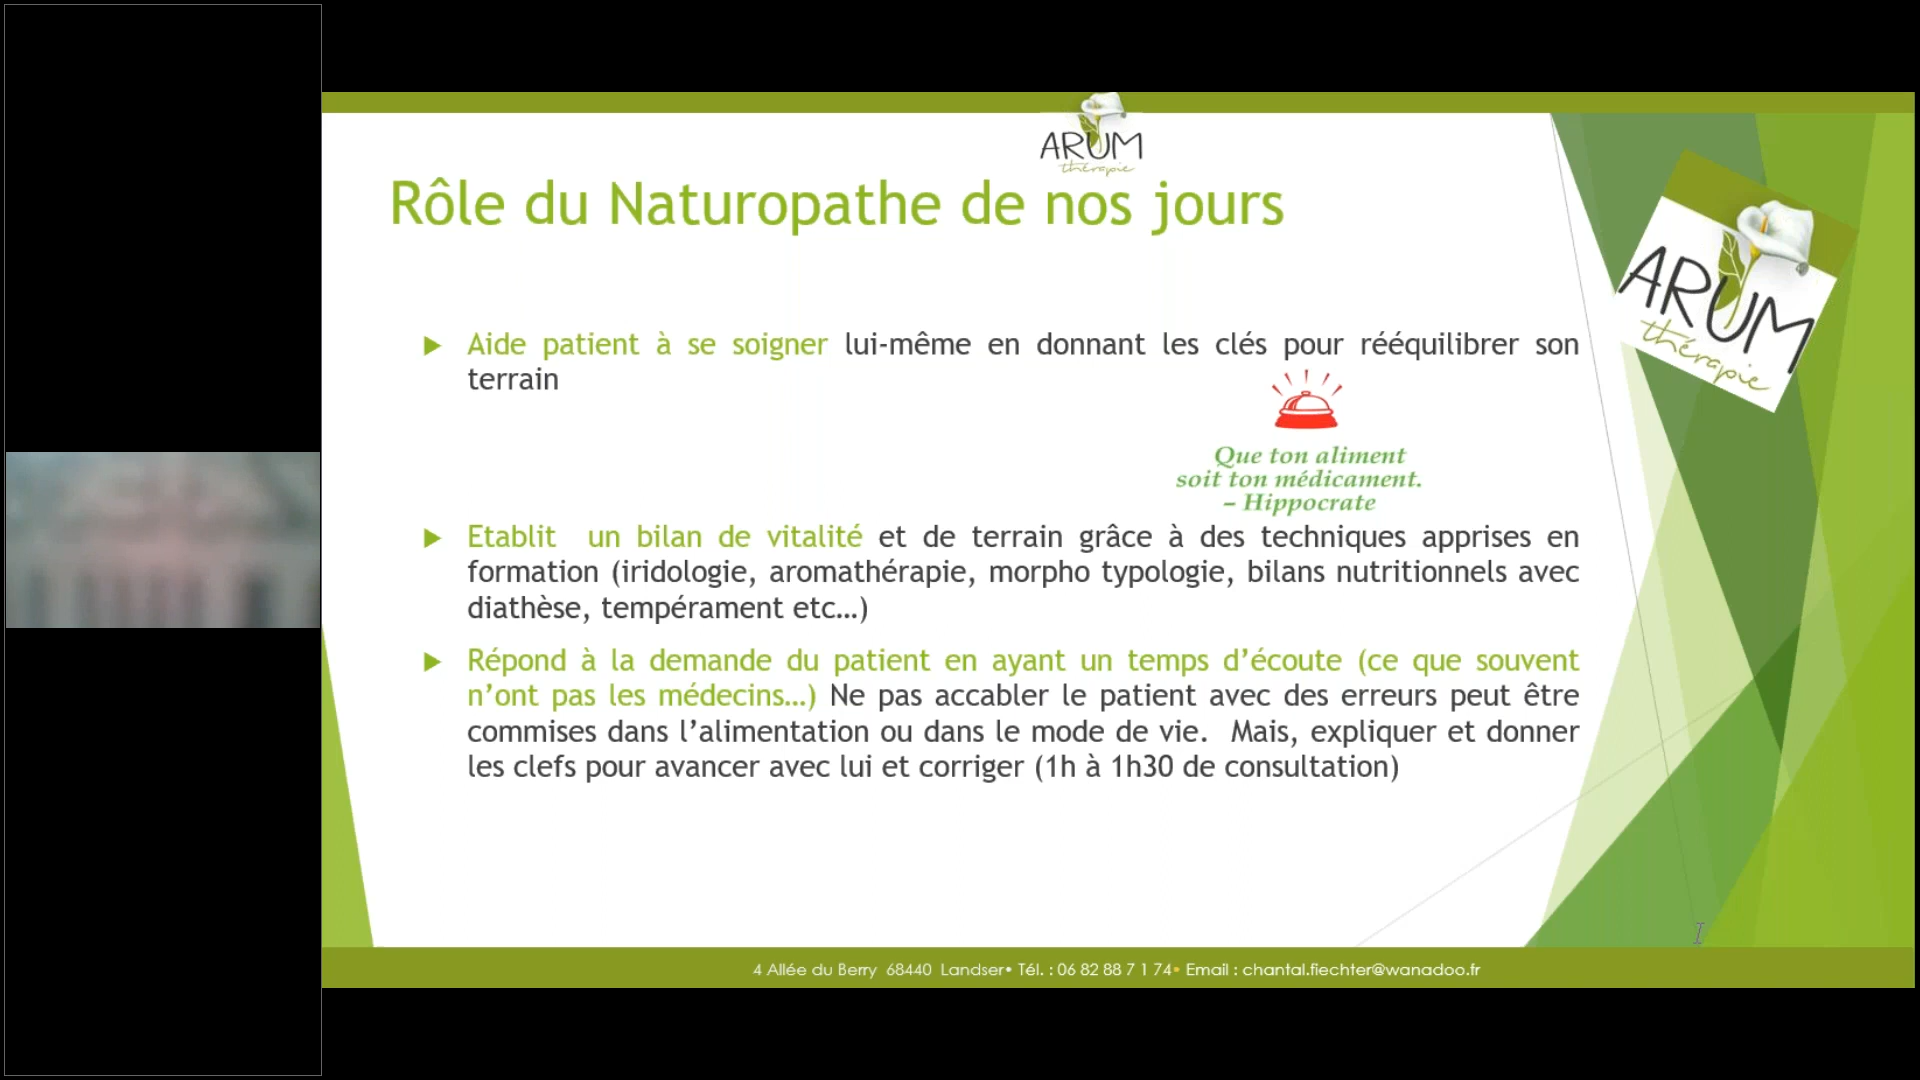 ARUM
thérapie
Rôle du Naturopathe de nos jours
ARUM
thérapie
Aide patient à se soigner lui-même en donnant les clés pour rééquilibrer son
terrain
Que ton aliment
soit ton médicament.
– Hippocrate
Etablit un bilan de vitalité et de terrain grâce à des techniques apprises en
formation (iridologie, aromathérapie, morpho typologie, bilans nutritionnels avec
diathèse, tempérament etc…)
Répond à la demande du patient en ayant un temps d’écoute (ce que souvent
n’ont pas les médecins…) Ne pas accabler le patient avec des erreurs peut être
commises dans l’alimentation ou dans le mode de vie. Mais, expliquer et donner
les clefs pour avancer avec lui et corriger (1h à 1h30 de consultation)
4 Allée du Berry 68440 Landser• Tél. : 06 82 88 7 1 74• Email : chantal.fiechter@wanadoo.fr